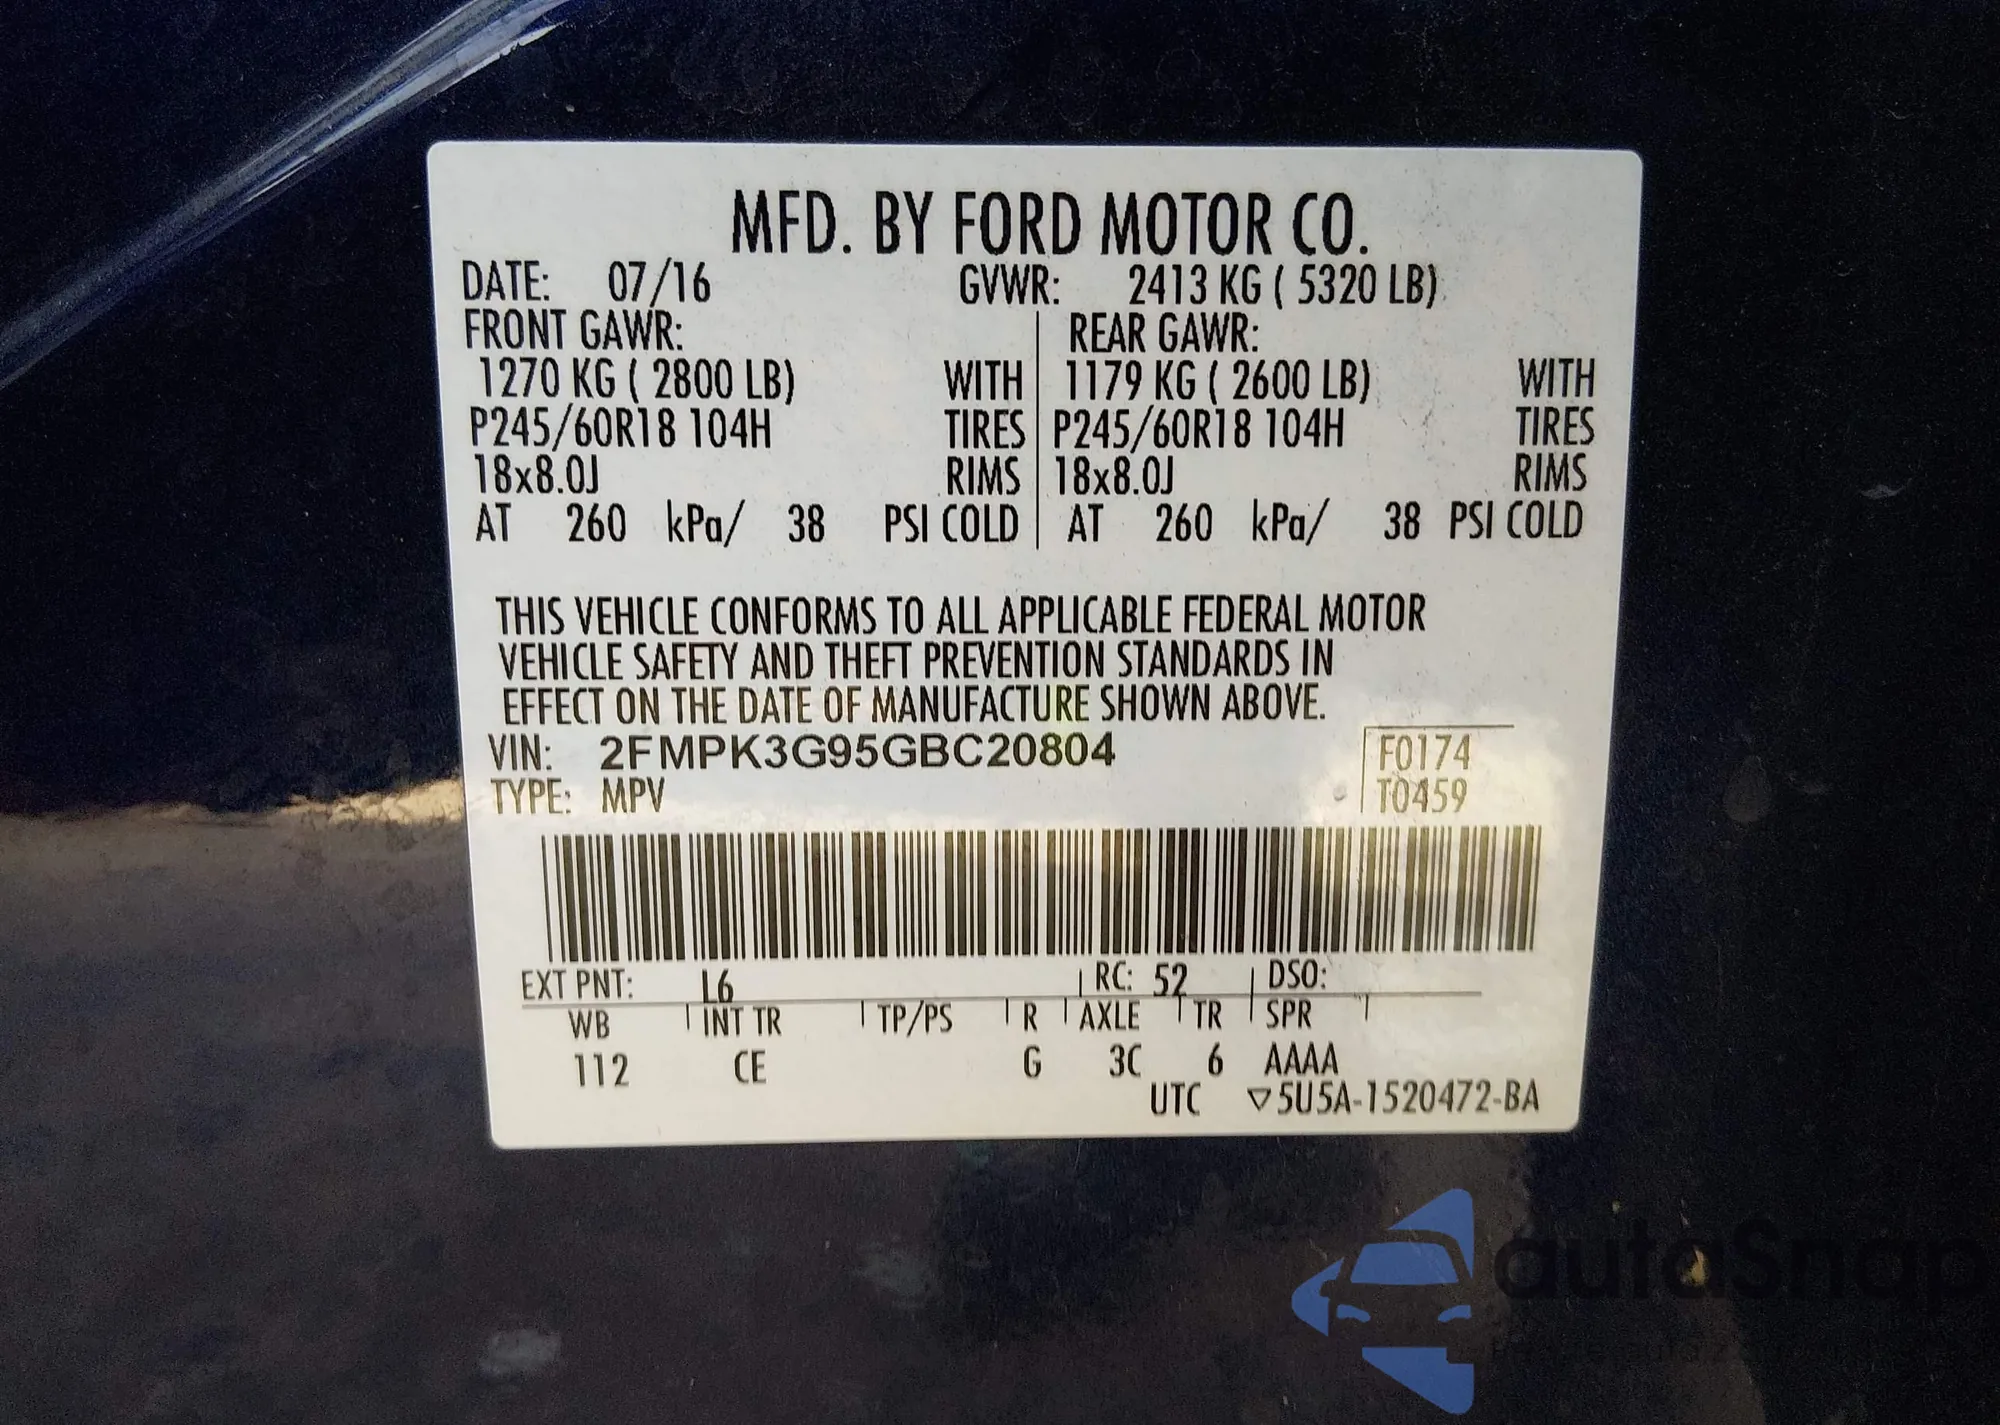 MFD. BY FORD MOTOR CO.
DATE: 07/16 GVWR: 2413 KG ( 5320 LB)
FRONT GAWR: REAR GAWR:
1270 KG ( 2800 LB) WITH 1179 KG ( 2600 LB) WITH
P245/60R18 104H TIRES P245/60R18 104H TIRES
18x8.0J RIMS 18x8.0J RIMS
AT 260 kPa/ 38 PSI COLD AT 260 kPa/ 38 PSI COLD
THIS VEHICLE CONFORMS TO ALL APPLICABLE FEDERAL MOTOR
VEHICLE SAFETY AND THEFT PREVENTION STANDARDS IN
EFFECT ON THE DATE OF MANUFACTURE SHOWN ABOVE.
VIN: 2FMPK3G95GBC20804 F0174
TYPE: MPV T0459
EXT PNT: L6 RC: 52 DSO:
WB INT TR TP/PS R AXLE TR SPR
112 CE G 3C 6 AAAA
UTC ▽5U5A-1520472-BA
autoSnap